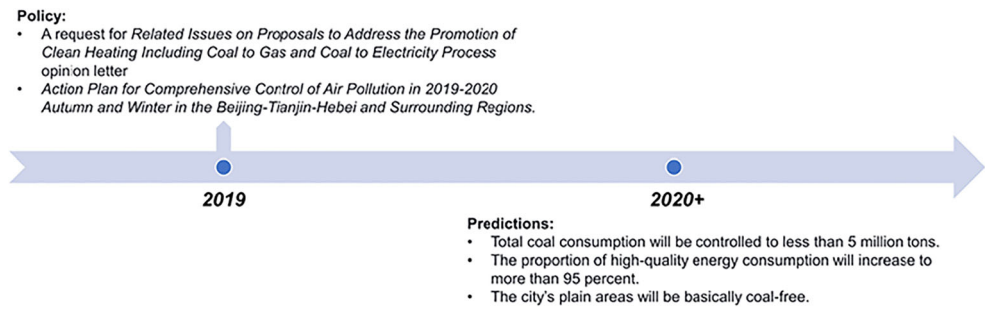 Policy:
• A request for Related Issues on Proposals to Address the Promotion of
Clean Heating Including Coal to Gas and Coal to Electricity Process
opinion letter
• Action Plan for Comprehensive Control of Air Pollution in 2019-2020
Autumn and Winter in the Beijing-Tianjin-Hebei and Surrounding Regions.
2019
2020+
Predictions:
• Total coal consumption will be controlled to less than 5 million tons.
• The proportion of high-quality energy consumption will increase to
more than 95 percent.
• The city's plain areas will be basically coal-free.